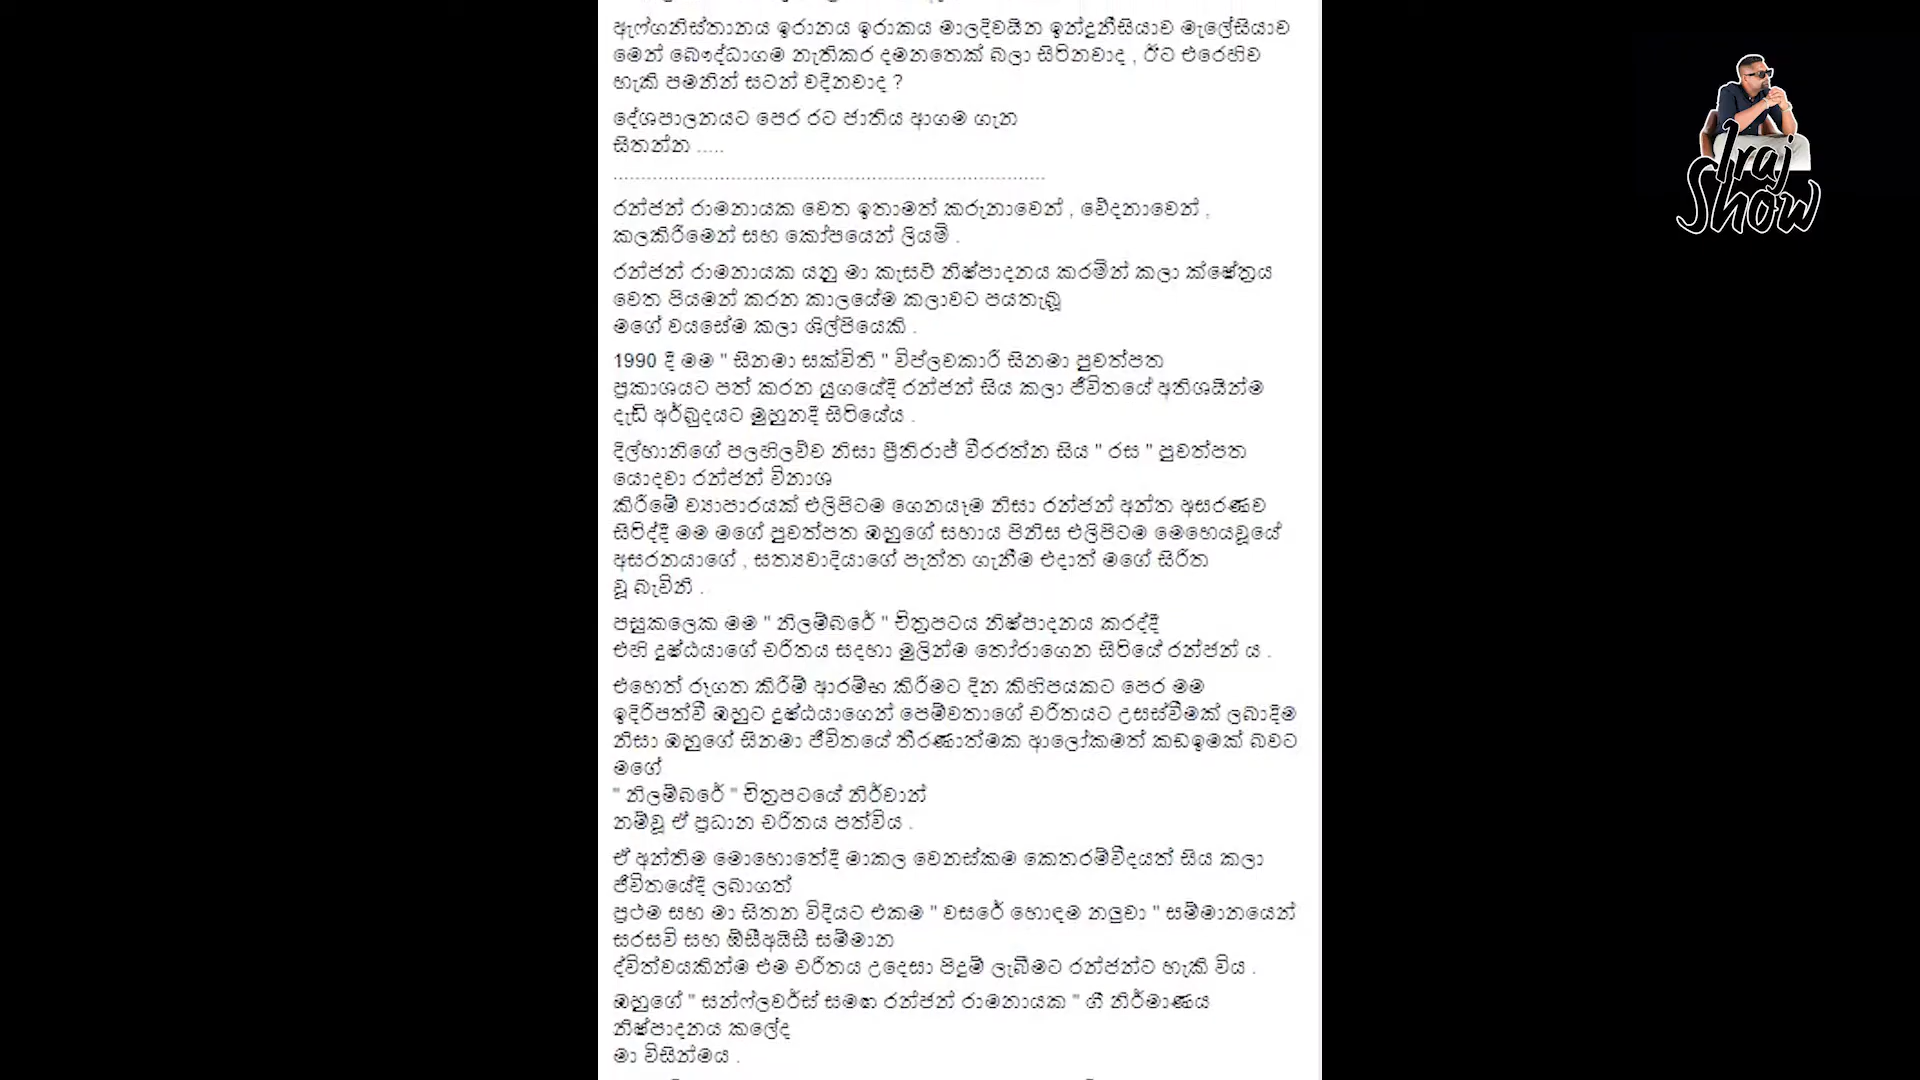 ඇෆ්ගනිස්තානය ඉරානය ඉරාකය මාලදිවයින ඉන්දුනීසියාව මැලේසියාව
මෙන් බෞද්ධාගම නැතිකර දමනතෙක් බලා සිටිනවාද , ඊට එරෙහිව
හැකි පමනින් සටන් වදිනවාද ?
දේශපාලනයට පෙර රට ජාතිය ආගම ගැන
සිතන්න .....
................................................................................
රන්ජන් රාමනායක වෙත ඉතාමත් කරුනාවෙන් , වේදනාවෙන් ,
කලකිරීමෙන් සහ කෝපයෙන් ලියමි .
රන්ජන් රාමනායක යනු මා කැසට් නිෂ්පාදනය කරමින් කලා ක්ෂේත්‍රය
වෙත පියමන් කරන කාලයේම කලාවට පයතැබූ
මගේ වයසේම කලා ශිල්පියෙකි .
1990 දී මම " සිනමා සක්විති " විප්ලවකාරී සිනමා පුවත්පත
ප්‍රකාශයට පත් කරන යුගයේදී රන්ජන් සිය කලා ජීවිතයේ අතිශයින්ම
දැඩි අර්බුදයට මුහුනදී සිටියේය .
දිල්හානිගේ පලහිලව්ව නිසා ප්‍රීතිරාජ් වීරරත්න සිය " රස " පුවත්පත
යොදවා රන්ජන් විනාශ
කිරීමේ ව්‍යාපාරයක් එලිපිටම ගෙනයෑම නිසා රන්ජන් අන්ත අසරණව
සිටිද්දී මම මගේ පුවත්පත ඔහුගේ සහාය පිනිස එලිපිටම මෙහෙයවූයේ
අසරනයාගේ , සත්‍යවාදියාගේ පැත්ත ගැනීම එදාත් මගේ සිරිත
වූ බැවිනි .
පසුකලෙක මම " නිලම්බරේ " චිත්‍රපටය නිෂ්පාදනය කරද්දී
එහි දුෂ්ඨයාගේ චරිතය සදහා මුලින්ම තෝරාගෙන සිටියේ රන්ජන් ය .
එහෙත් රූගත කිරීම් ආරම්භ කිරීමට දින කිහිපයකට පෙර මම
ඉදිරිපත්වී ඔහුට දුෂ්ඨයාගෙන් පෙම්වතාගේ චරිතයට උසස්වීමක් ලබාදීම
නිසා ඔහුගේ සිනමා ජීවිතයේ තීරණාත්මක ආලෝකමත් කඩඉමක් බවට
මගේ
" නිලම්බරේ " චිත්‍රපටයේ නිර්වාන්
නම්වූ ඒ ප්‍රධාන චරිතය පත්විය .
ඒ අන්තිම මොහොතේදී මාකල වෙනස්කම කෙතරම්වීදයත් සිය කලා
ජීවිතයේදී ලබාගත්
ප්‍රථම සහ මා සිතන විදියට එකම " වසරේ හොඳම නලුවා " සම්මානයෙන්
සරසවි සහ ඕසීඅයිසී සම්මාන
ද්විත්වයකින්ම එම චරිතය උදෙසා පිදුම් ලැබීමට රන්ජන්ට හැකි විය .
ඔහුගේ " සන්ෆ්ලවර්ස් සමඟ රන්ජන් රාමනායක " ගී නිර්මාණය
නිෂ්පාදනය කලේද
මා විසින්මය .
Iraj
Show